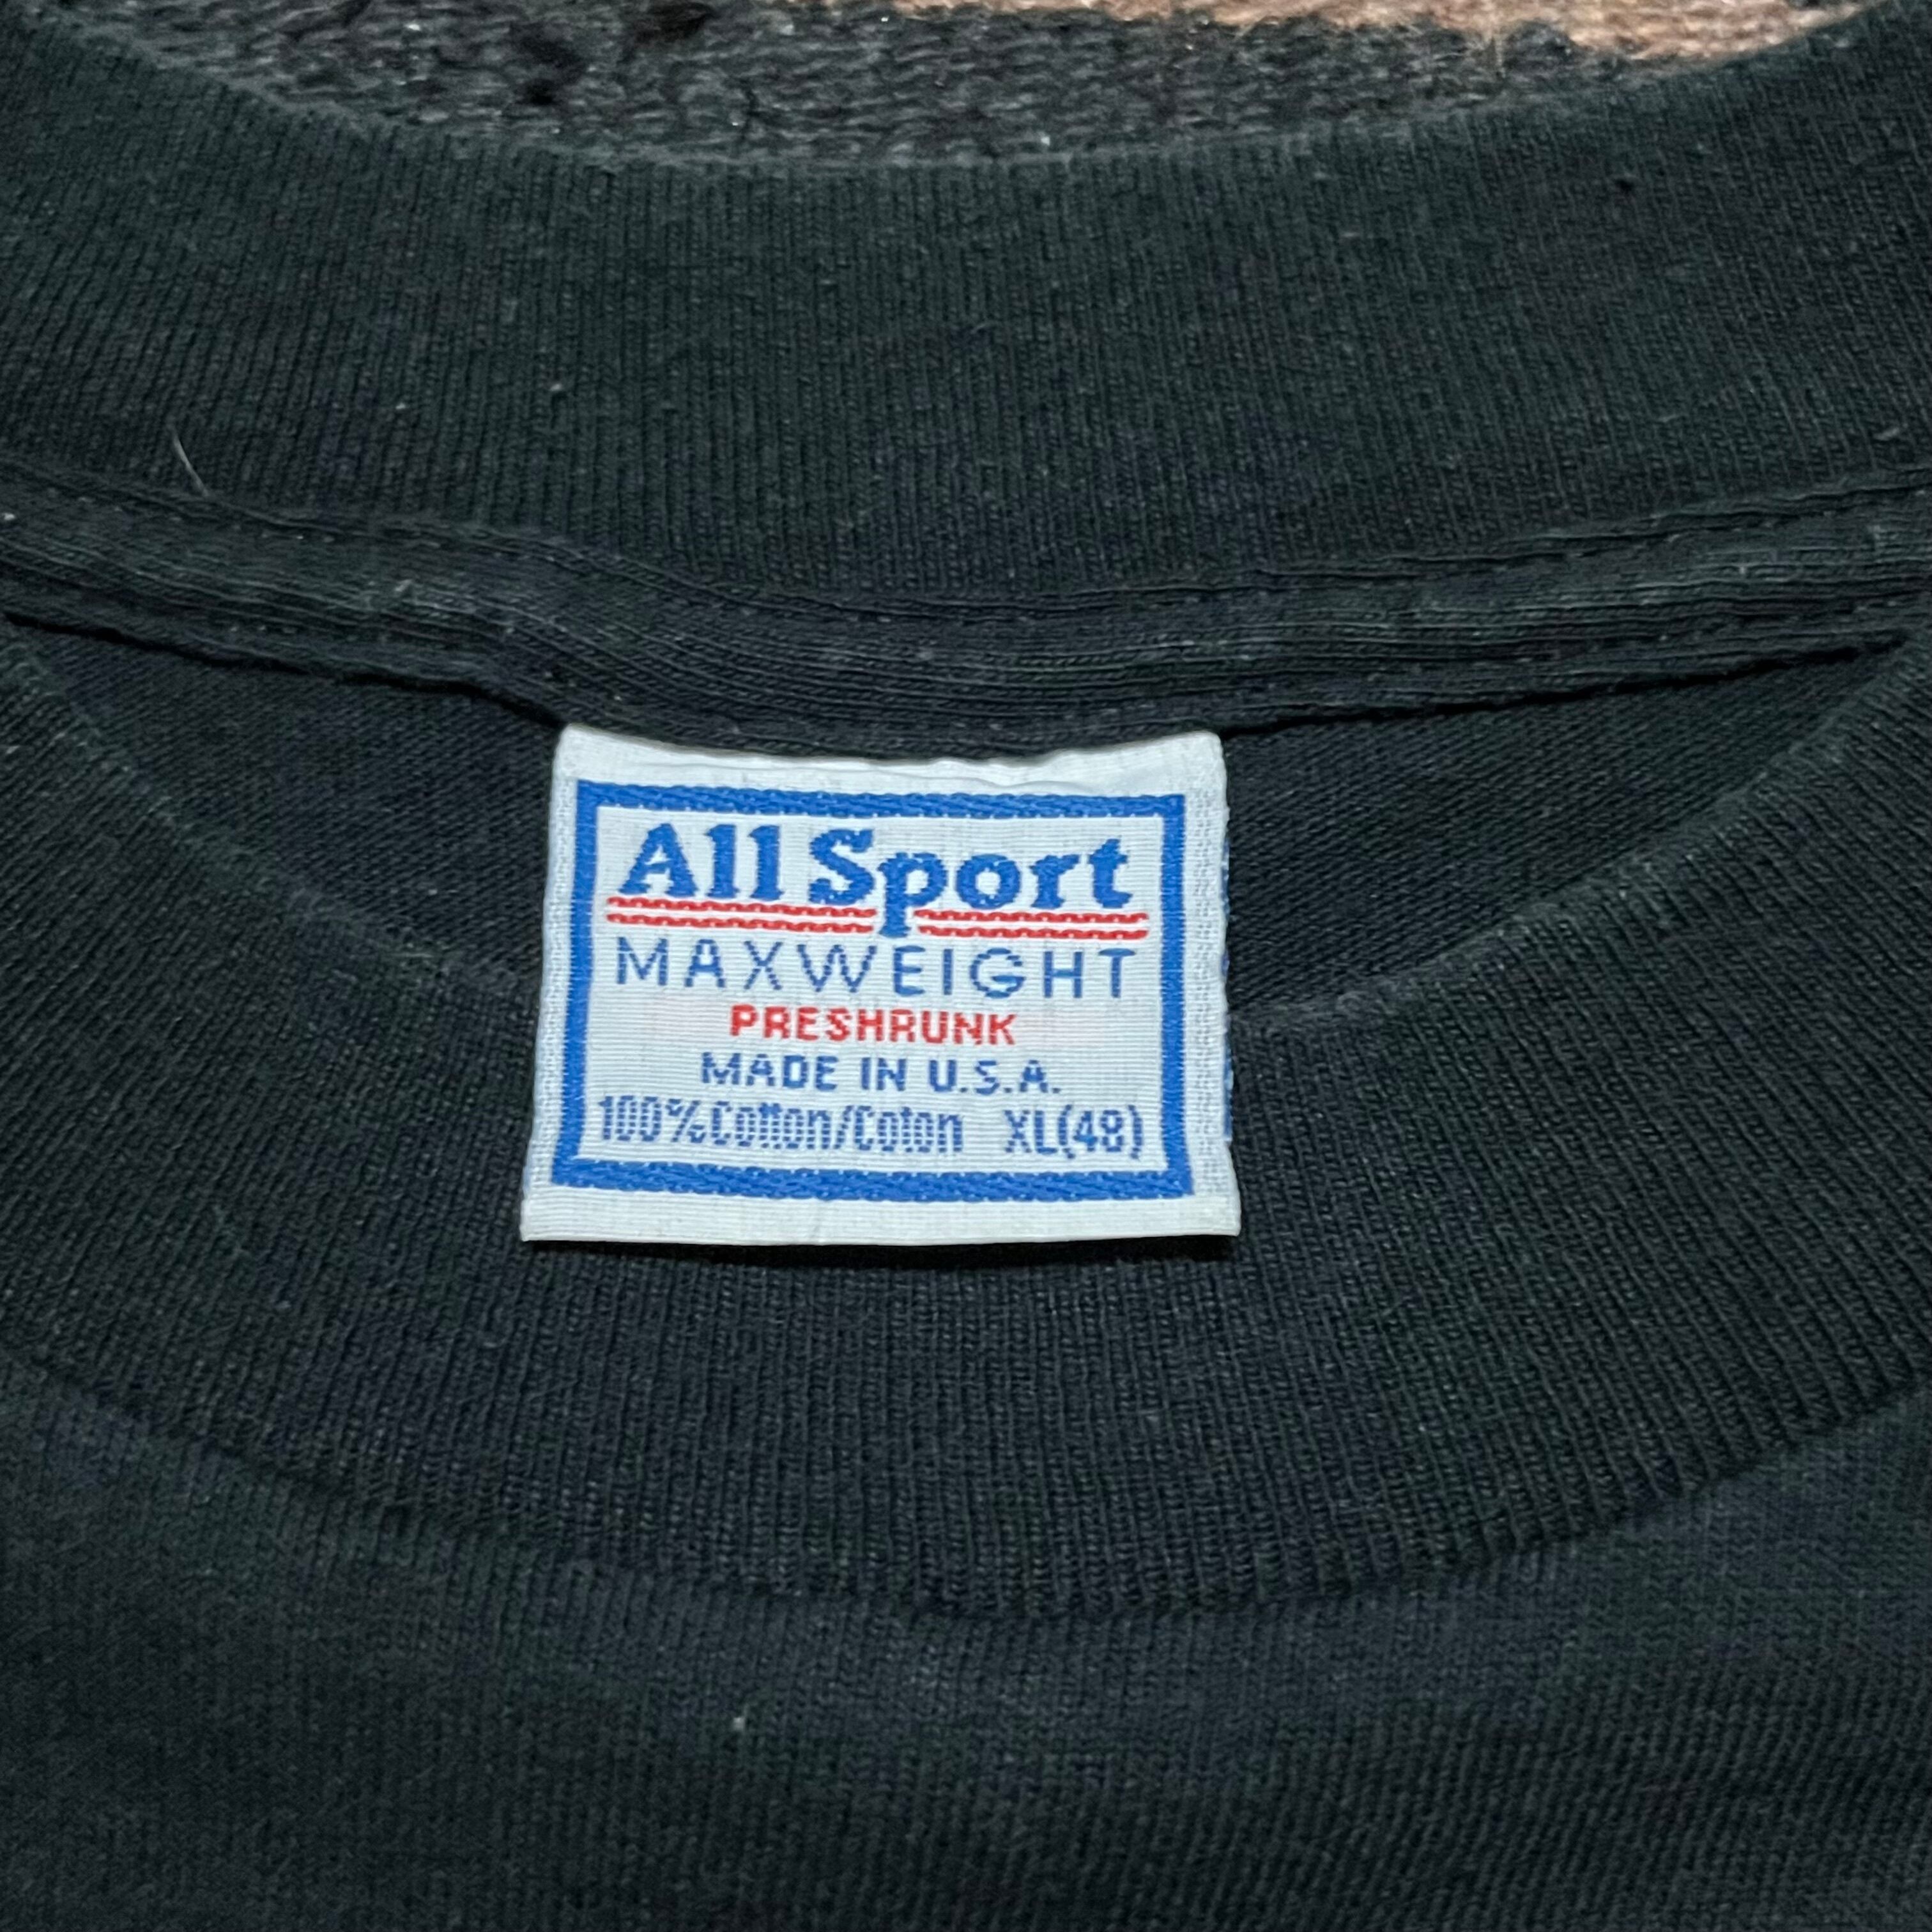 All Sport
MAXWEIGHT
PRESHRUNK
MADE IN U.S.A.
100% Cotton/Coton XL(48)